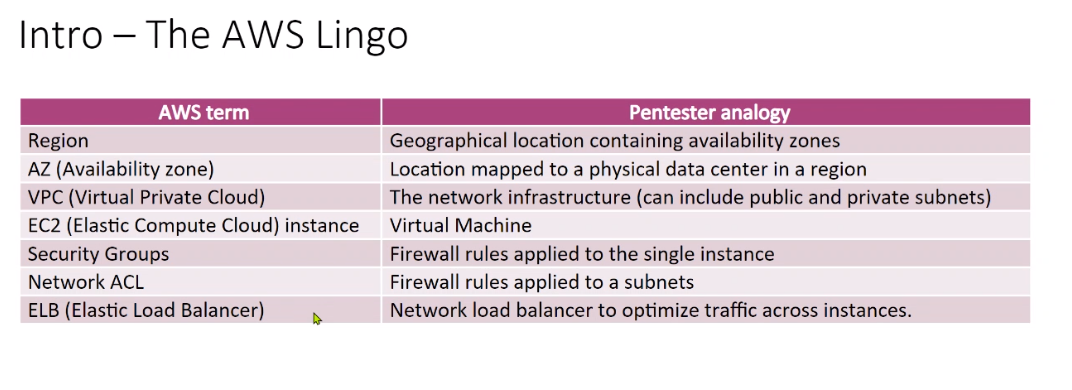 Intro – The AWS Lingo
AWS term Pentester analogy
Region Geographical location containing availability zones
AZ (Availability zone) Location mapped to a physical data center in a region
VPC (Virtual Private Cloud) The network infrastructure (can include public and private subnets)
EC2 (Elastic Compute Cloud) instance Virtual Machine
Security Groups Firewall rules applied to the single instance
Network ACL Firewall rules applied to a subnets
ELB (Elastic Load Balancer) Network load balancer to optimize traffic across instances.